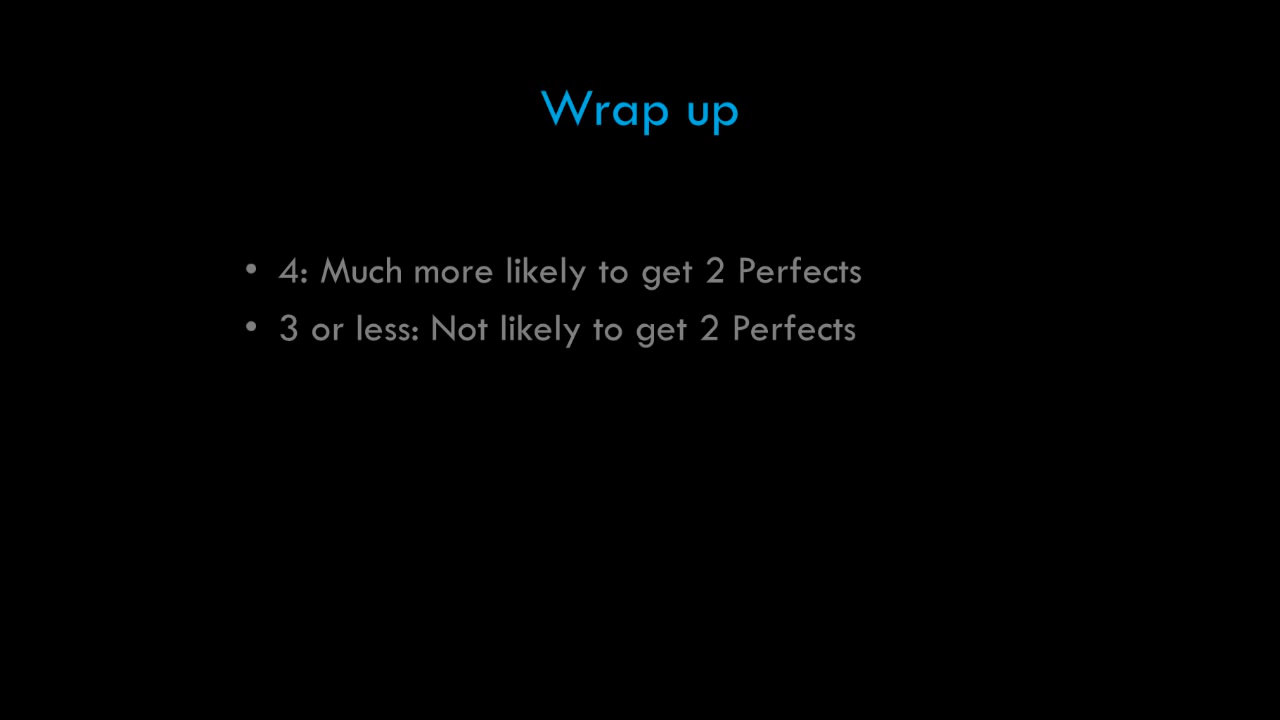 Wrap up
• 4: Much more likely to get 2 Perfects
• 3 or less: Not likely to get 2 Perfects